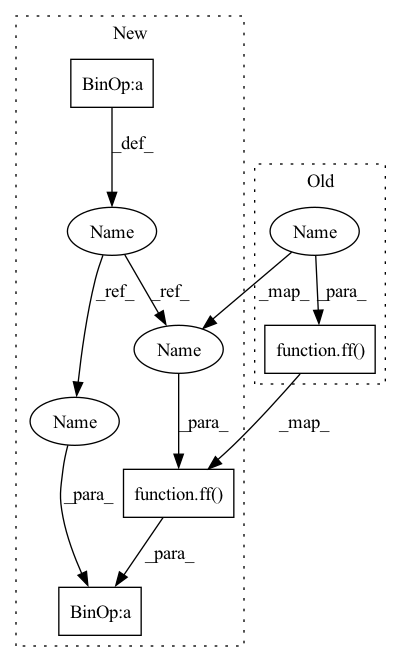 New
BinOp:a
_def_
Old
Name
Name
_ref_
_ref_
_map_
_para_
Name
function.ff()
Name
_para_
_map_
_para_
function.ff()
_para_
BinOp:a